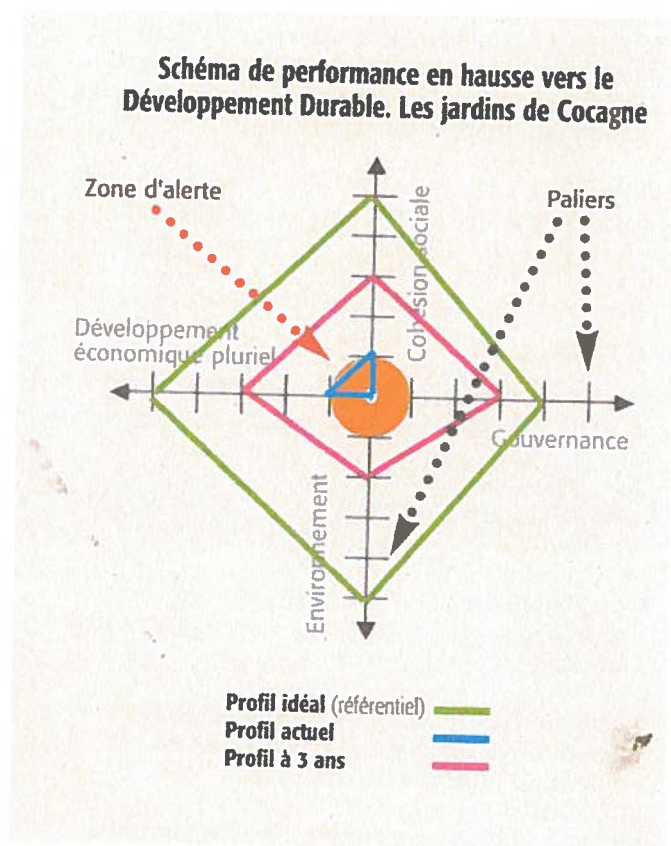 Schéma de performance en hausse vers le
Développement Durable. Les jardins de Cocagne
Zone d'alerte
Paliers
Cohésion sociale
Développement
économique pluriel
Gouvernance
Environnement
Profil idéal (référentiel)
Profil actuel
Profil à 3 ans